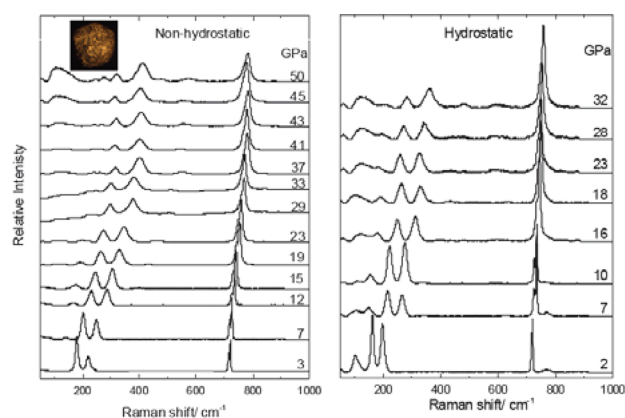 Non-hydrostatic
GPa
50
45
43
41
37
33
29
23
19
15
12
7
3
Relative Intenisty
200 400 600 800 1000
Raman shift/ cm-1
Hydrostatic
GPa
32
28
23
18
16
10
7
2
200 400 600 800 1000
Raman shift/ cm-1